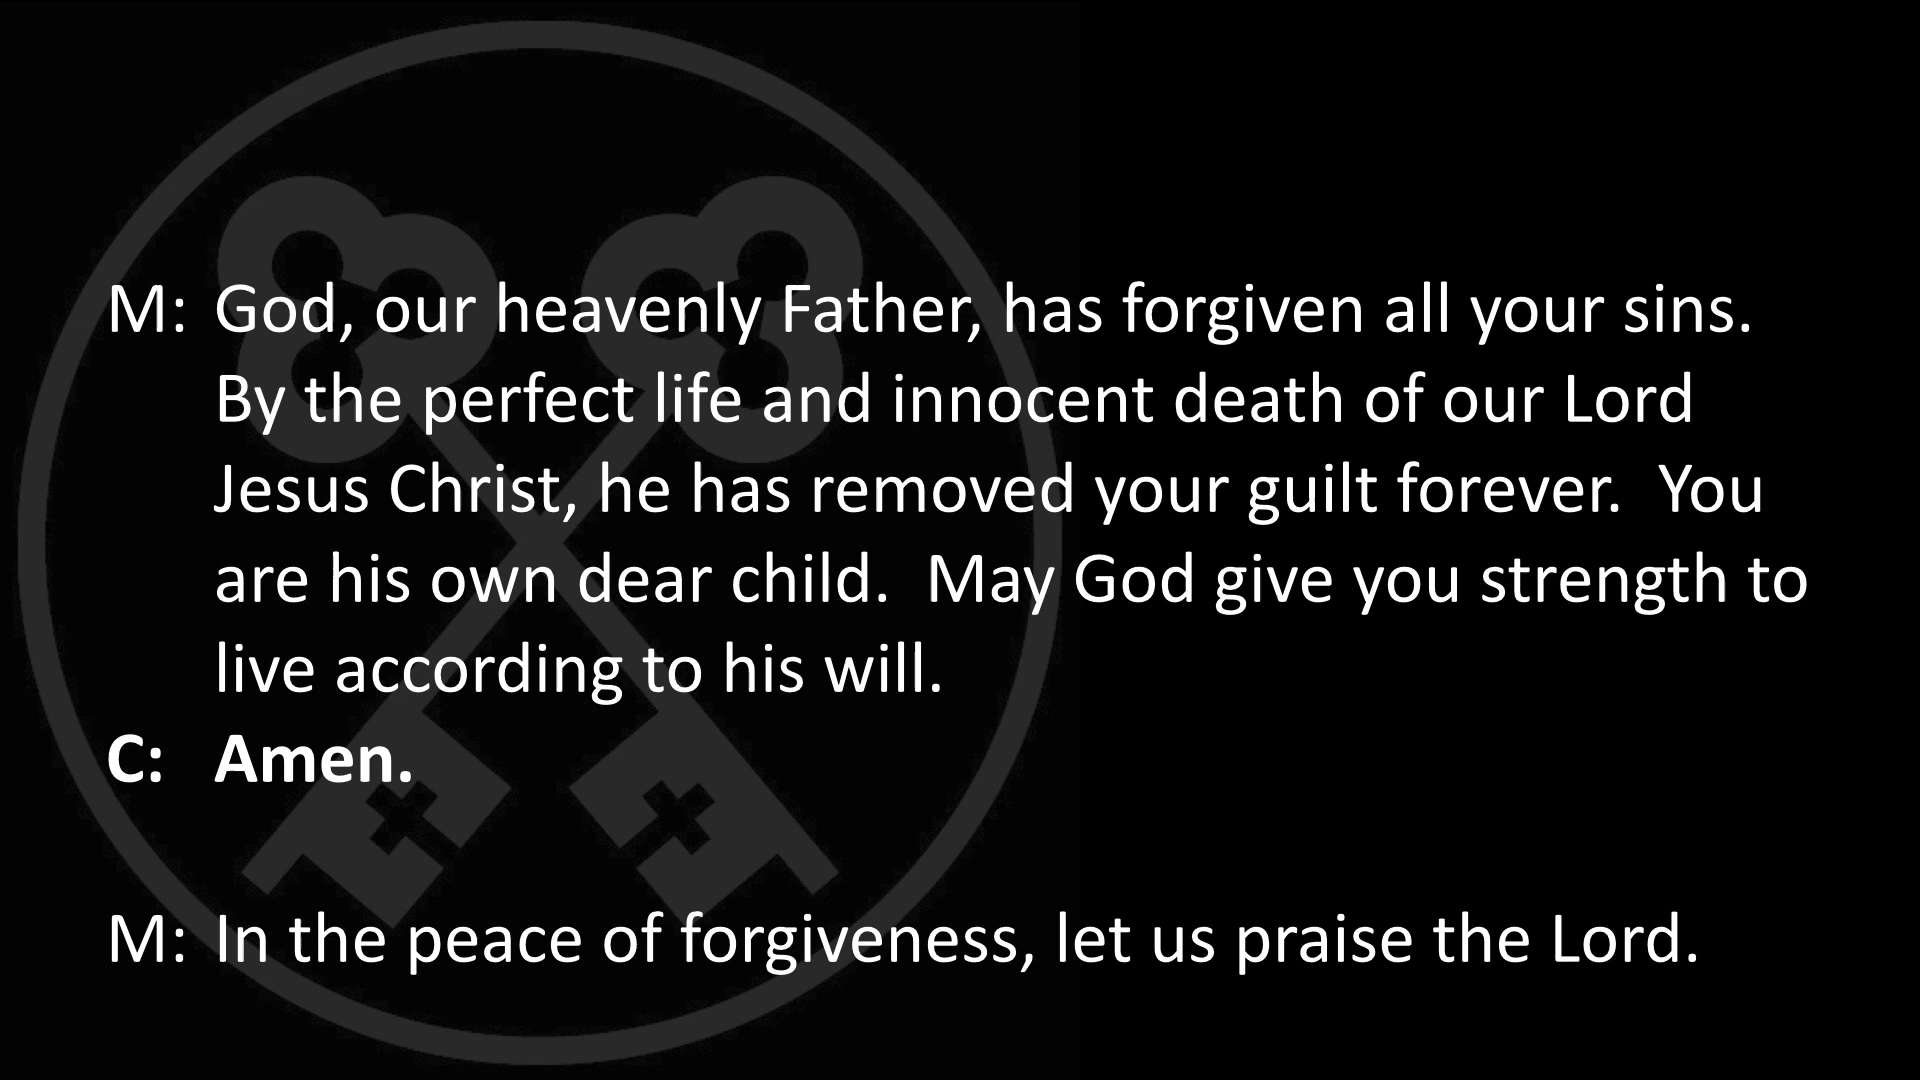 M: God, our heavenly Father, has forgiven all your sins.
By the perfect life and innocent death of our Lord
Jesus Christ, he has removed your guilt forever.  You
are his own dear child.  May God give you strength to
live according to his will.
C: Amen.
M: In the peace of forgiveness, let us praise the Lord.